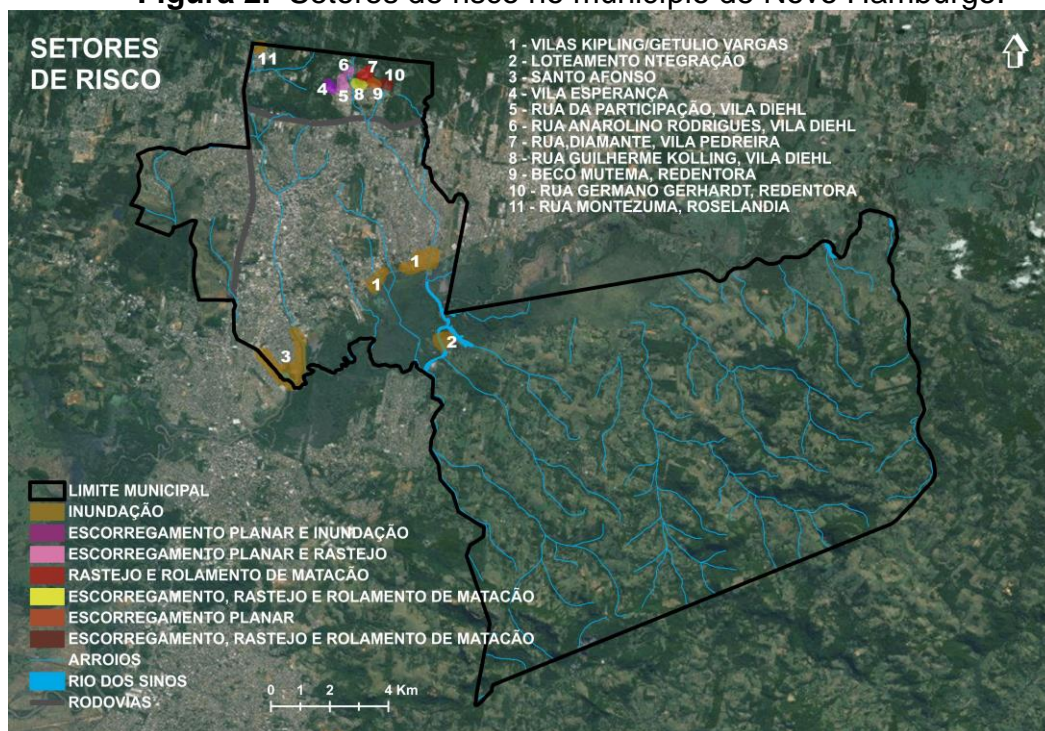 Figura 2. Setores de risco no município de Novo Hamburgo.
SETORES
DE RISCO
1 - VILAS KIPLING/GETULIO VARGAS
2 - LOTEAMENTO NTEGRAÇÃO
3 - SANTO AFONSO
4 - VILA ESPERANÇA
5 - RUA DA PARTICIPAÇÃO, VILA DIEHL
6 - RUA ANAROLINO RODRIGUES, VILA DIEHL
7 - RUA DIAMANTE, VILA PEDREIRA
8 - RUA GUILHERME KOLLING, VILA DIEHL
9 - BECO MUTEMA, REDENTORA
10 - RUA GERMANO GERHARDT, REDENTORA
11 - RUA MONTEZUMA, ROSELANDIA
11
6
7
4
5
8
9
10
1
1
2
3
LIMITE MUNICIPAL
INUNDAÇÃO
ESCORREGAMENTO PLANAR E INUNDAÇÃO
ESCORREGAMENTO PLANAR E RASTEJO
RASTEJO E ROLAMENTO DE MATACÃO
ESCORREGAMENTO, RASTEJO E ROLAMENTO DE MATACÃO
ESCORREGAMENTO PLANAR
ESCORREGAMENTO, RASTEJO E ROLAMENTO DE MATACÃO
ARROIOS
RIO DOS SINOS
RODOVIAS
0 1 2 4 Km